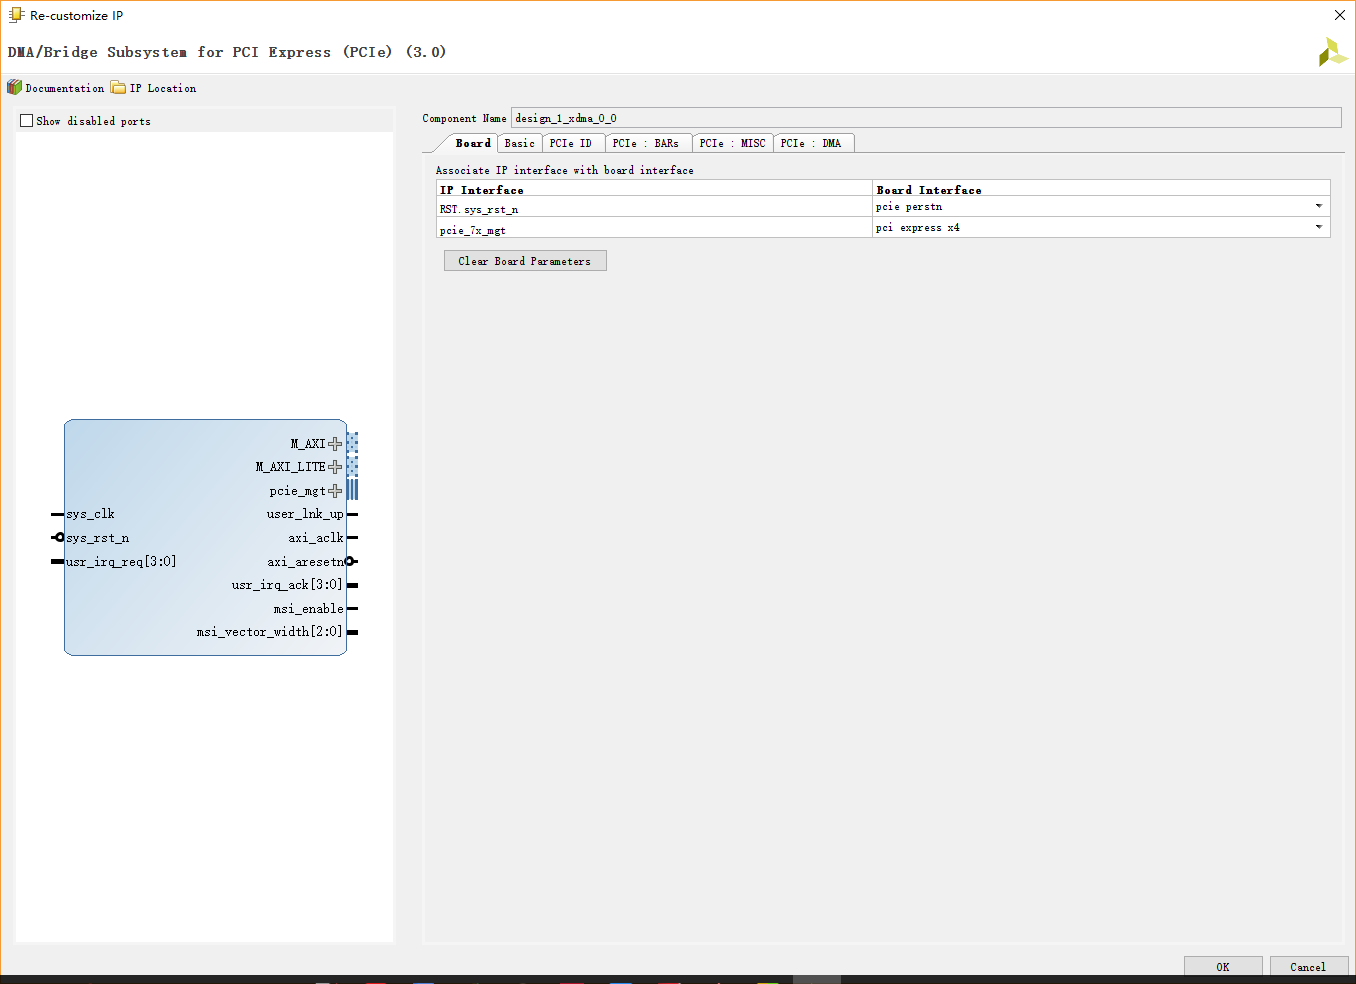 Re-customize IP
DMA/Bridge Subsystem for PCI Express (PCIe) (3.0)
Documentation IP Location
Show disabled ports
Component Name design_1_xdma_0_0
Board Basic PCIe ID PCIe : BARs PCIe : MISC PCIe : DMA
Associate IP interface with board interface
IP Interface Board Interface
RST.sys_rst_n pcie perstn
pcie_7x_mgt pci express x4
Clear Board Parameters
M_AXI
M_AXI_LITE
pcie_mgt
sys_clk user_lnk_up
sys_rst_n axi_aclk
usr_irq_req[3:0] axi_aresetn
usr_irq_ack[3:0]
msi_enable
msi_vector_width[2:0]
OK Cancel